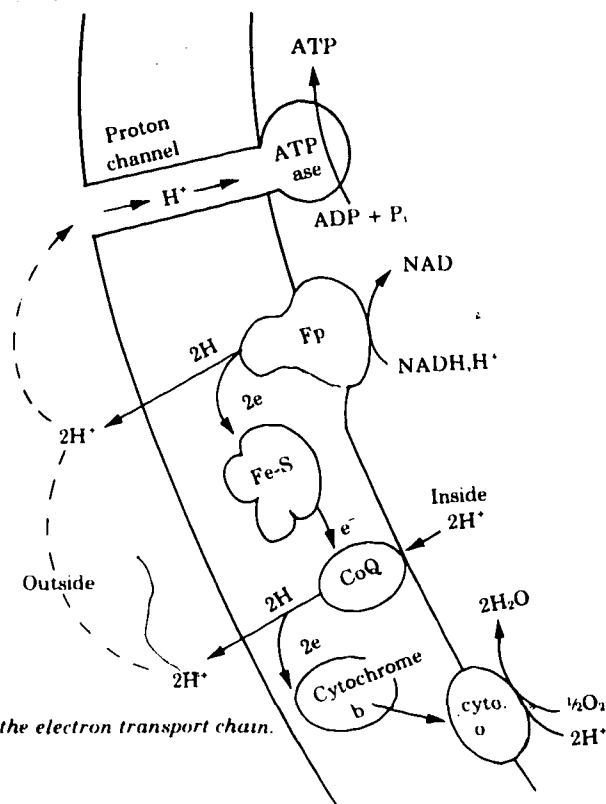 ATP
Proton
channel
ATP
ase
H⁺
ADP + P₁
NAD
Fp
2H
NADH,H⁺
2e
2H⁺
Fe-S
Inside
2H⁺
e⁻
CoQ
Outside
2H
2H₂O
2e
2H⁺
Cytochrome
b
cyto.
o
½O₂
2H⁺
the electron transport chain.